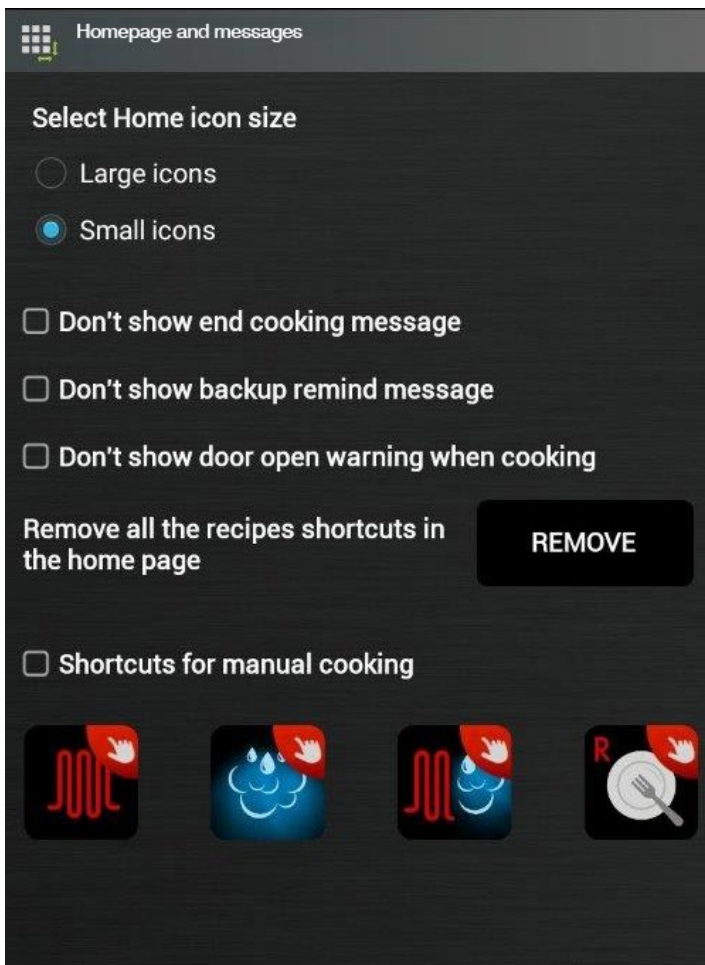 Homepage and messages
Select Home icon size
Large icons
Small icons
Don't show end cooking message
Don't show backup remind message
Don't show door open warning when cooking
Remove all the recipes shortcuts in
the home page
REMOVE
Shortcuts for manual cooking
R